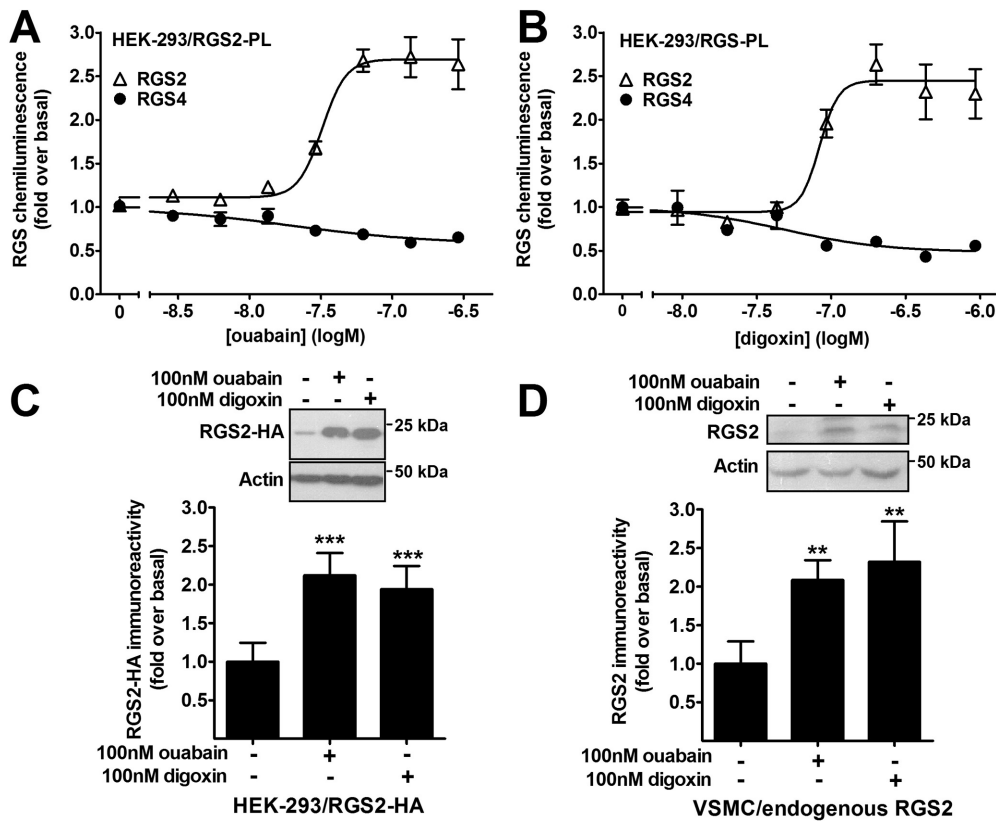 A
HEK-293/RGS2-PL
RGS2
RGS4
RGS chemiluminescence
(fold over basal)
3.0
2.5
2.0
1.5
1.0
0.5
0.0
0 -8.5 -8.0 -7.5 -7.0 -6.5
[ouabain] (logM)
B
HEK-293/RGS-PL
RGS2
RGS4
RGS chemiluminescence
(fold over basal)
3.0
2.5
2.0
1.5
1.0
0.5
0.0
0 -8.0 -7.5 -7.0 -6.5 -6.0
[digoxin] (logM)
C
100nM ouabain - +
100nM digoxin - +
RGS2-HA
25 kDa
Actin
50 kDa
RGS2-HA immunoreactivity
(fold over basal)
3.0
2.5
2.0
1.5
1.0
0.5
***
***
100nM ouabain - +
100nM digoxin - +
HEK-293/RGS2-HA
D
100nM ouabain - +
100nM digoxin - +
RGS2
25 kDa
Actin
50 kDa
RGS2 immunoreactivity
(fold over basal)
3.0
2.5
2.0
1.5
1.0
0.5
**
**
100nM ouabain - +
100nM digoxin - +
VSMC/endogenous RGS2